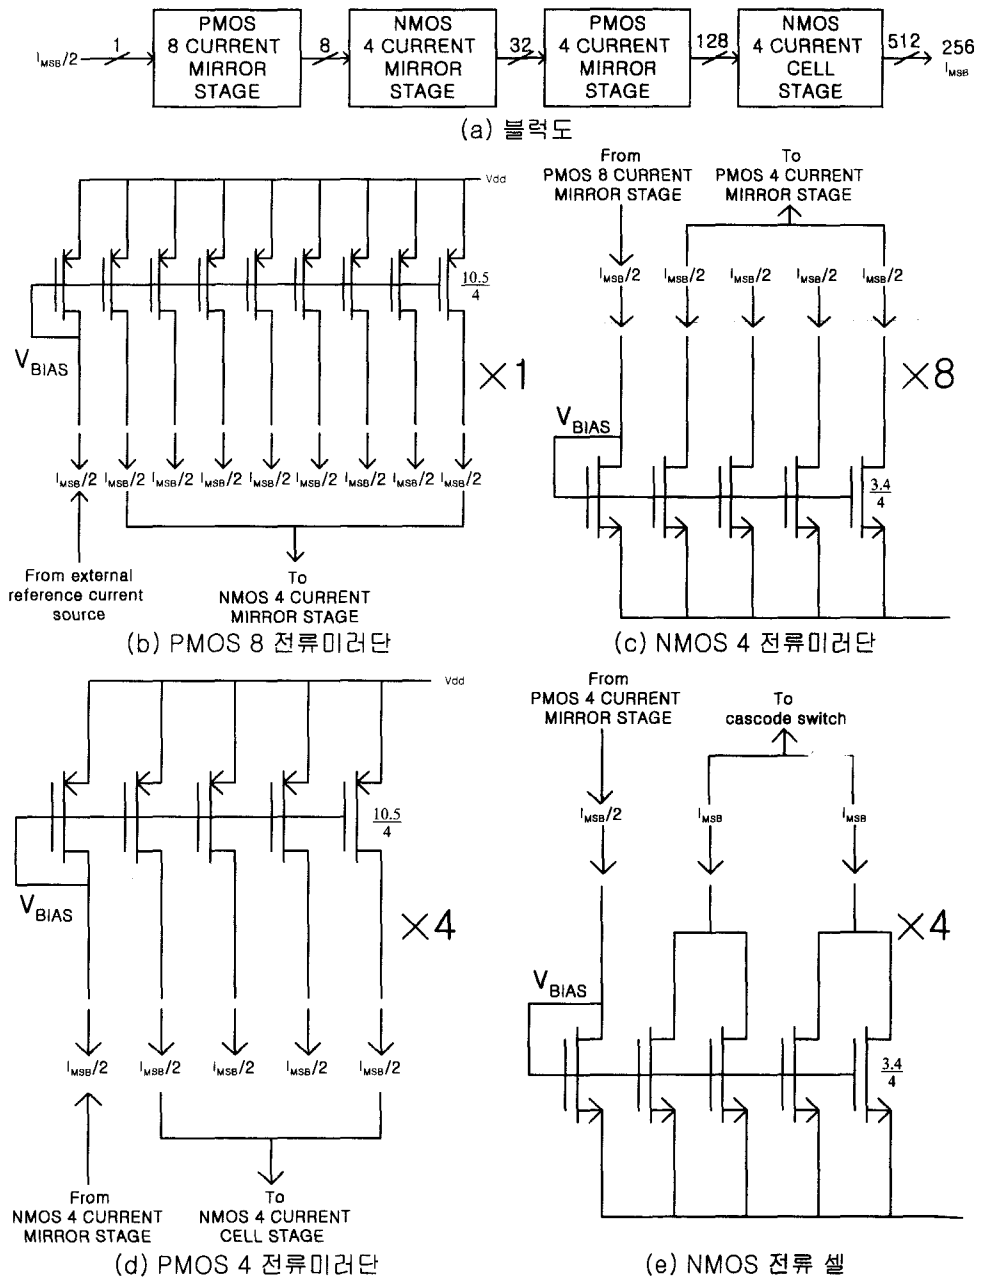 I_MSB/2
1
PMOS
8 CURRENT
MIRROR
STAGE
8
NMOS
4 CURRENT
MIRROR
STAGE
32
PMOS
4 CURRENT
MIRROR
STAGE
128
NMOS
4 CURRENT
CELL
STAGE
512
256
I_MSB
(a) 블럭도
Vdd
10.5/4
V_BIAS
×1
I_MSB/2 I_MSB/2 I_MSB/2 I_MSB/2 I_MSB/2 I_MSB/2 I_MSB/2 I_MSB/2 I_MSB/2
From external
reference current
source
To
NMOS 4 CURRENT
MIRROR STAGE
(b) PMOS 8 전류미러단
From
PMOS 8 CURRENT
MIRROR STAGE
To
PMOS 4 CURRENT
MIRROR STAGE
I_MSB/2 I_MSB/2 I_MSB/2 I_MSB/2 I_MSB/2
×8
V_BIAS
3.4/4
(c) NMOS 4 전류미러단
Vdd
10.5/4
V_BIAS
×4
I_MSB/2 I_MSB/2 I_MSB/2 I_MSB/2 I_MSB/2
From
NMOS 4 CURRENT
MIRROR STAGE
To
NMOS 4 CURRENT
CELL STAGE
(d) PMOS 4 전류미러단
From
PMOS 4 CURRENT
MIRROR STAGE
To
cascode switch
I_MSB/2 I_MSB I_MSB
×4
V_BIAS
3.4/4
(e) NMOS 전류 셀